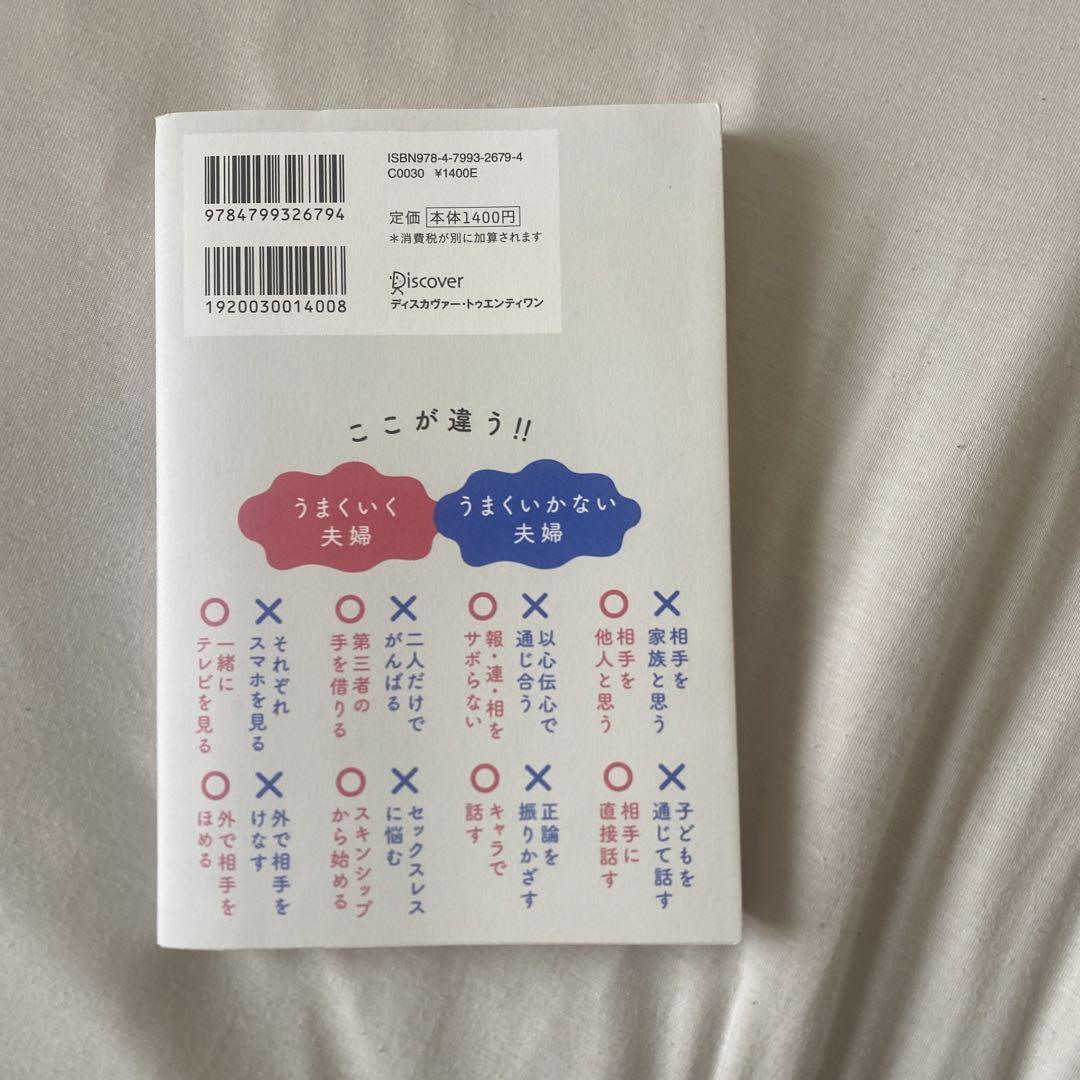 9784799326794
1920030014008
ISBN978-4-7993-2679-4
C0030 ¥1400E
定価 本体1400円
＊消費税が別に加算されます
Discover
ディスカヴァー・トゥエンティワン
ここが違う!!
うまくいく
夫婦
うまくいかない
夫婦
×
相手を
家族と思う
○
相手を
他人と思う
×
以心伝心で
通じ合う
○
報・連・相を
サボらない
×
二人だけで
がんばる
○
第三者の
手を借りる
×
それぞれ
スマホを見る
○
一緒に
テレビを見る
×
子どもを
通じて話す
○
相手に
直接話す
×
正論を
振りかざす
○
キャラで
話す
×
セックスレス
に悩む
○
スキンシップ
から始める
×
外で相手を
けなす
○
外で相手を
ほめる